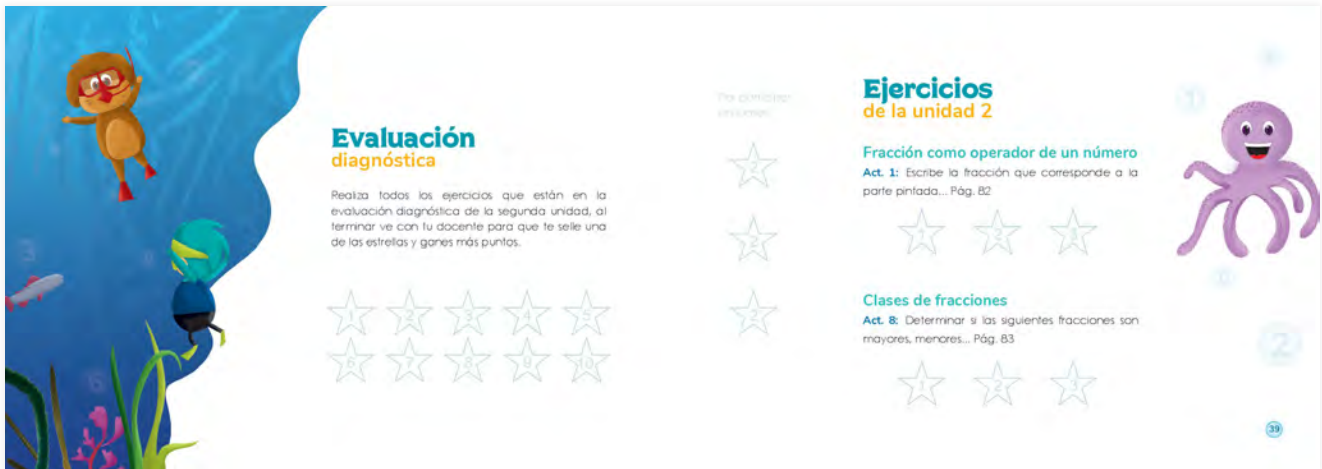 Evaluación
diagnóstica
Realiza todos los ejercicios que están en la
evaluación diagnóstica de la segunda unidad, al
terminar ve con tu docente para que te selle una
de las estrellas y ganes más puntos.
1 2 3 4 5
6 7 8 9 10
2
2
2
Ejercicios
de la unidad 2
Fracción como operador de un número
Act. 1: Escribe la fracción que corresponde a la
parte pintada... Pág. 82
1 2 3
Clases de fracciones
Act. 8: Determinar si las siguientes fracciones son
mayores, menores... Pág. 83
1 2 3
1
2
39